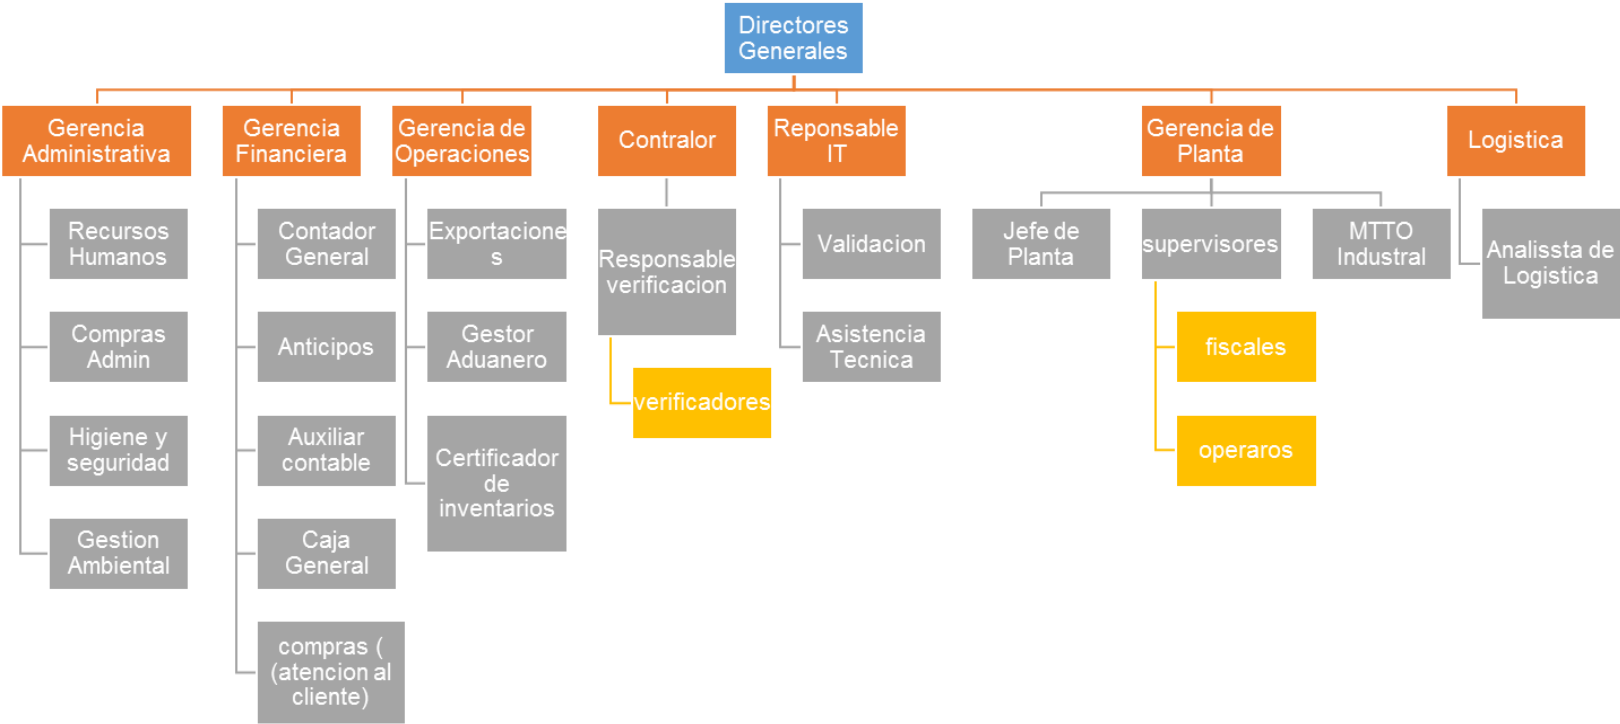 Directores
Generales
Gerencia
Administrativa
Gerencia
Financiera
Gerencia de
Operaciones
Contralor
Reponsable
IT
Gerencia de
Planta
Logistica
Recursos
Humanos
Compras
Admin
Higiene y
seguridad
Gestion
Ambiental
Contador
General
Anticipos
Auxiliar
contable
Caja
General
compras (
(atencion al
cliente)
Exportacione
s
Gestor
Aduanero
Certificador
de
inventarios
Responsable
verificacion
verificadores
Validacion
Asistencia
Tecnica
Jefe de
Planta
supervisores
fiscales
operaros
MTTO
Industral
Analissta de
Logistica